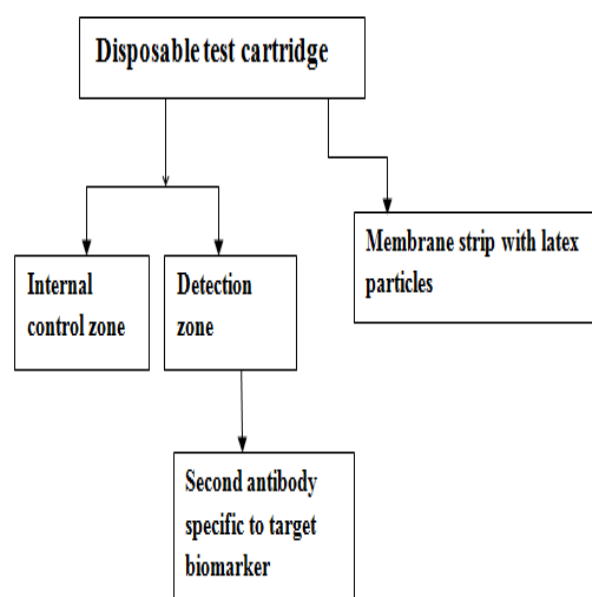 Disposable test cartridge
Membrane strip with latex
particles
Internal
control zone
Detection
zone
Second antibody
specific to target
biomarker